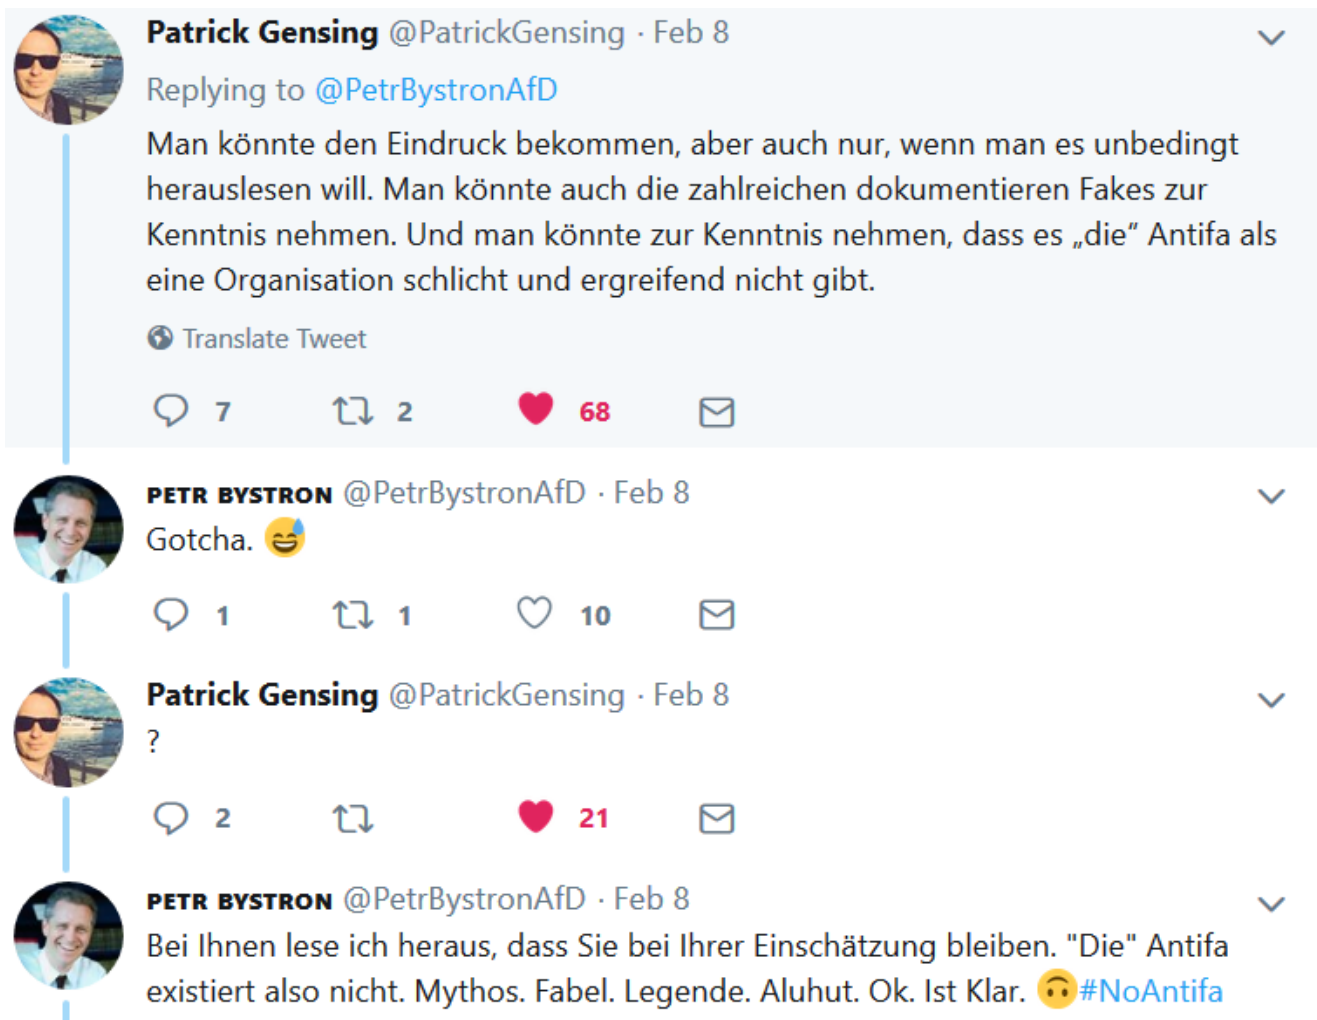 Patrick Gensing @PatrickGensing · Feb 8
Replying to @PetrBystronAfD
Man könnte den Eindruck bekommen, aber auch nur, wenn man es unbedingt
herauslesen will. Man könnte auch die zahlreichen dokumentieren Fakes zur
Kenntnis nehmen. Und man könnte zur Kenntnis nehmen, dass es „die“ Antifa als
eine Organisation schlicht und ergreifend nicht gibt.
Translate Tweet
7 2 68
PETR BYSTRON @PetrBystronAfD · Feb 8
Gotcha. 😅
1 1 10
Patrick Gensing @PatrickGensing · Feb 8
?
2 21
PETR BYSTRON @PetrBystronAfD · Feb 8
Bei Ihnen lese ich heraus, dass Sie bei Ihrer Einschätzung bleiben. "Die" Antifa
existiert also nicht. Mythos. Fabel. Legende. Aluhut. Ok. Ist Klar. 🙃#NoAntifa